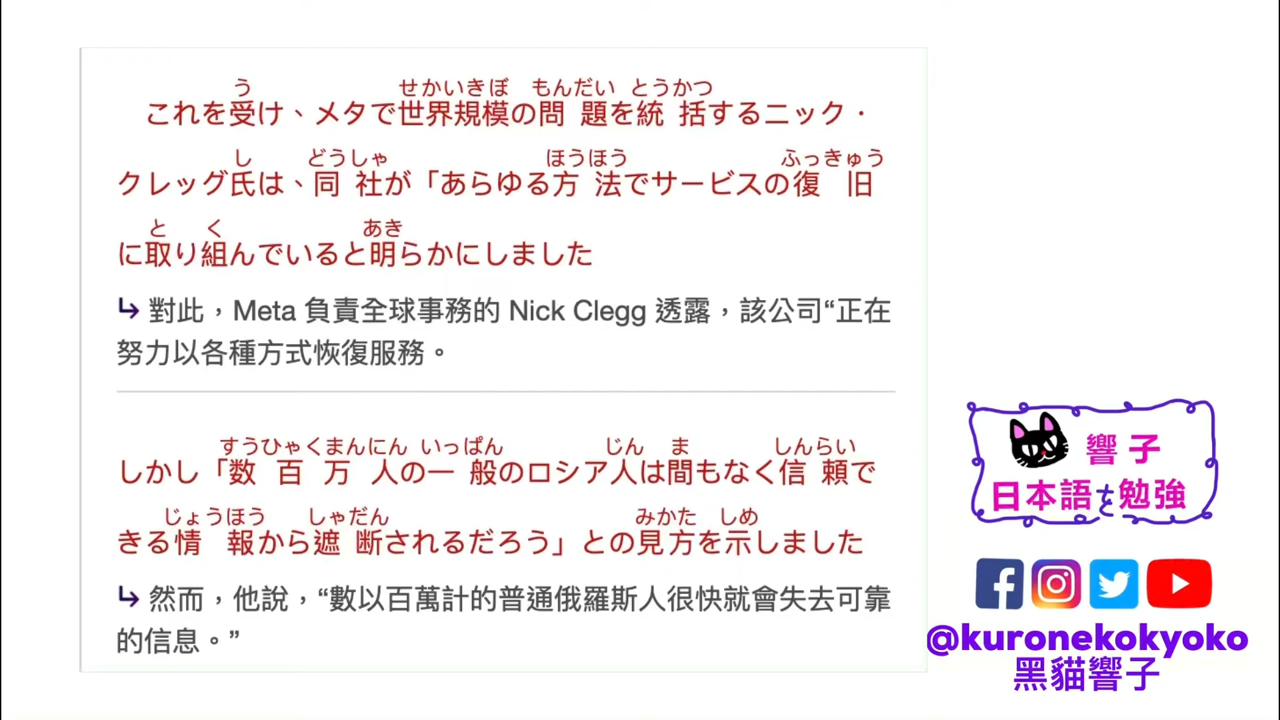 う せかいきぼ もんだい とうかつ
これを受け、メタで世界規模の問題を統括するニック・
し どうしゃ ほうほう ふっきゅう
クレッグ氏は、同社が「あらゆる方法でサービスの復旧
と く あき
に取り組んでいると明らかにしました
↳ 對此，Meta 負責全球事務的 Nick Clegg 透露，該公司“正在
努力以各種方式恢復服務。
すうひゃくまんにん いっぱん じん ま しんらい
しかし「数百万人の一般のロシア人は間もなく信頼で
じょうほう しゃだん みかた しめ
きる情報から遮断されるだろう」との見方を示しました
↳ 然而，他說，“數以百萬計的普通俄羅斯人很快就會失去可靠
的信息。”
響子
日本語を勉強
@kuronekokyoko
黑貓響子